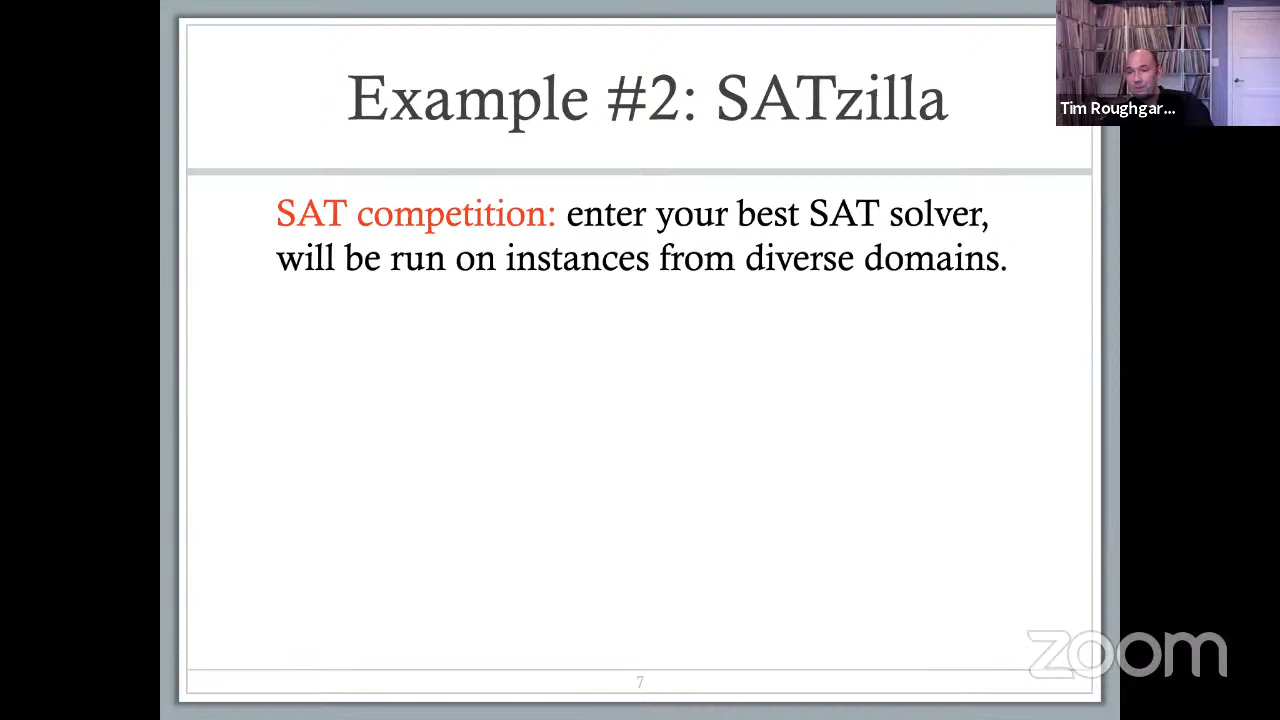 Example #2: SATzilla
Tim Roughgar...
SAT competition: enter your best SAT solver,
will be run on instances from diverse domains.
7
zoom